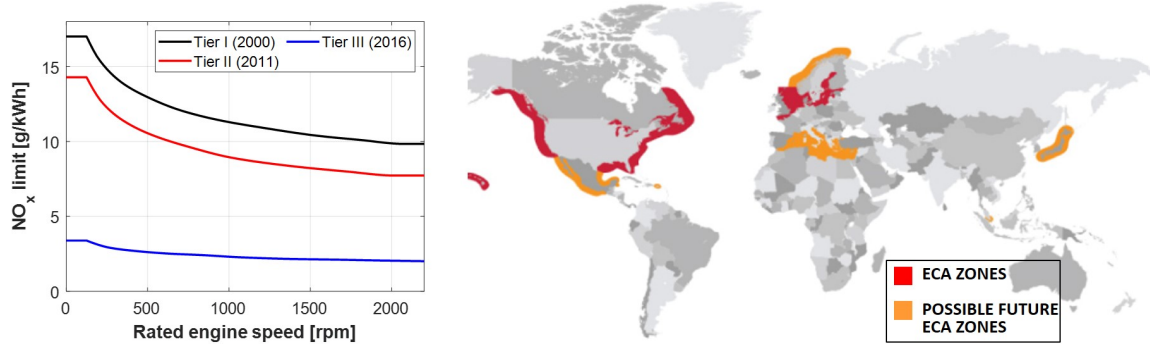 Tier I (2000)
Tier III (2016)
Tier II (2011)
15
10
5
0
NOx limit [g/kWh]
0
500
1000
1500
2000
Rated engine speed [rpm]
ECA ZONES
POSSIBLE FUTURE
ECA ZONES